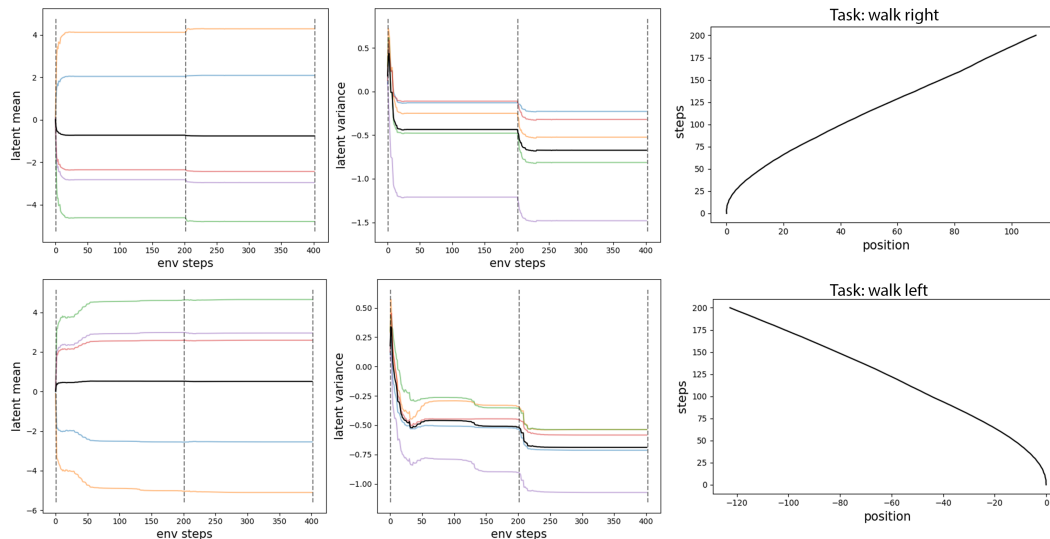 latent mean
4
2
0
−2
−4
0 50 100 150 200 250 300 350 400
env steps
latent variance
0.5
0.0
−0.5
−1.0
−1.5
0 50 100 150 200 250 300 350 400
env steps
Task: walk right
steps
200
175
150
125
100
75
50
25
0
0 20 40 60 80 100
position
latent mean
4
2
0
−2
−4
−6
0 50 100 150 200 250 300 350 400
env steps
latent variance
0.50
0.25
0.00
−0.25
−0.50
−0.75
−1.00
0 50 100 150 200 250 300 350 400
env steps
Task: walk left
steps
200
175
150
125
100
75
50
25
0
−120 −100 −80 −60 −40 −20 0
position